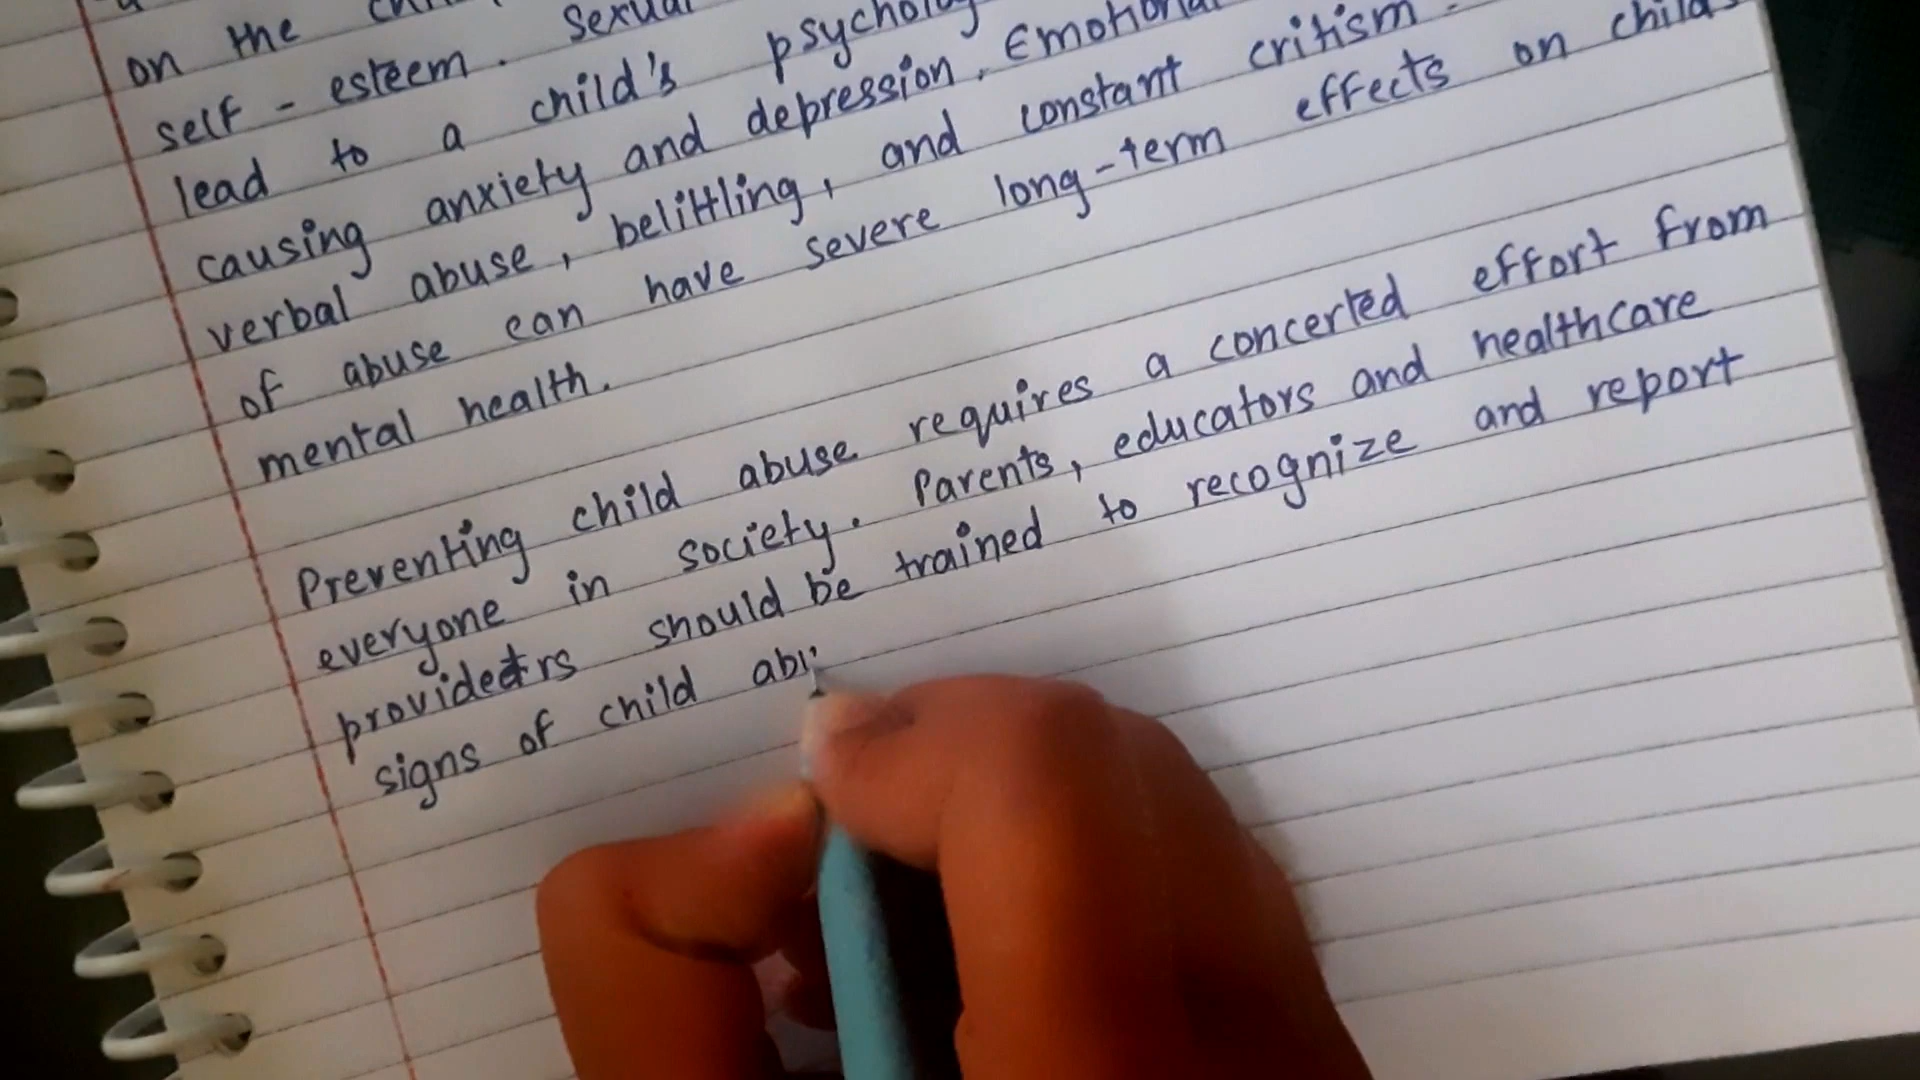 on the
self - esteem. Sexual
lead to a child's
causing anxiety and depression. Emotional
verbal abuse, belittling, and constant critism.
of abuse can have severe long-term effects on child's
mental health.
Preventing child abuse requires a concerted effort from
everyone in society. Parents, educators and healthcare
providers should be trained to recognize and report
signs of child